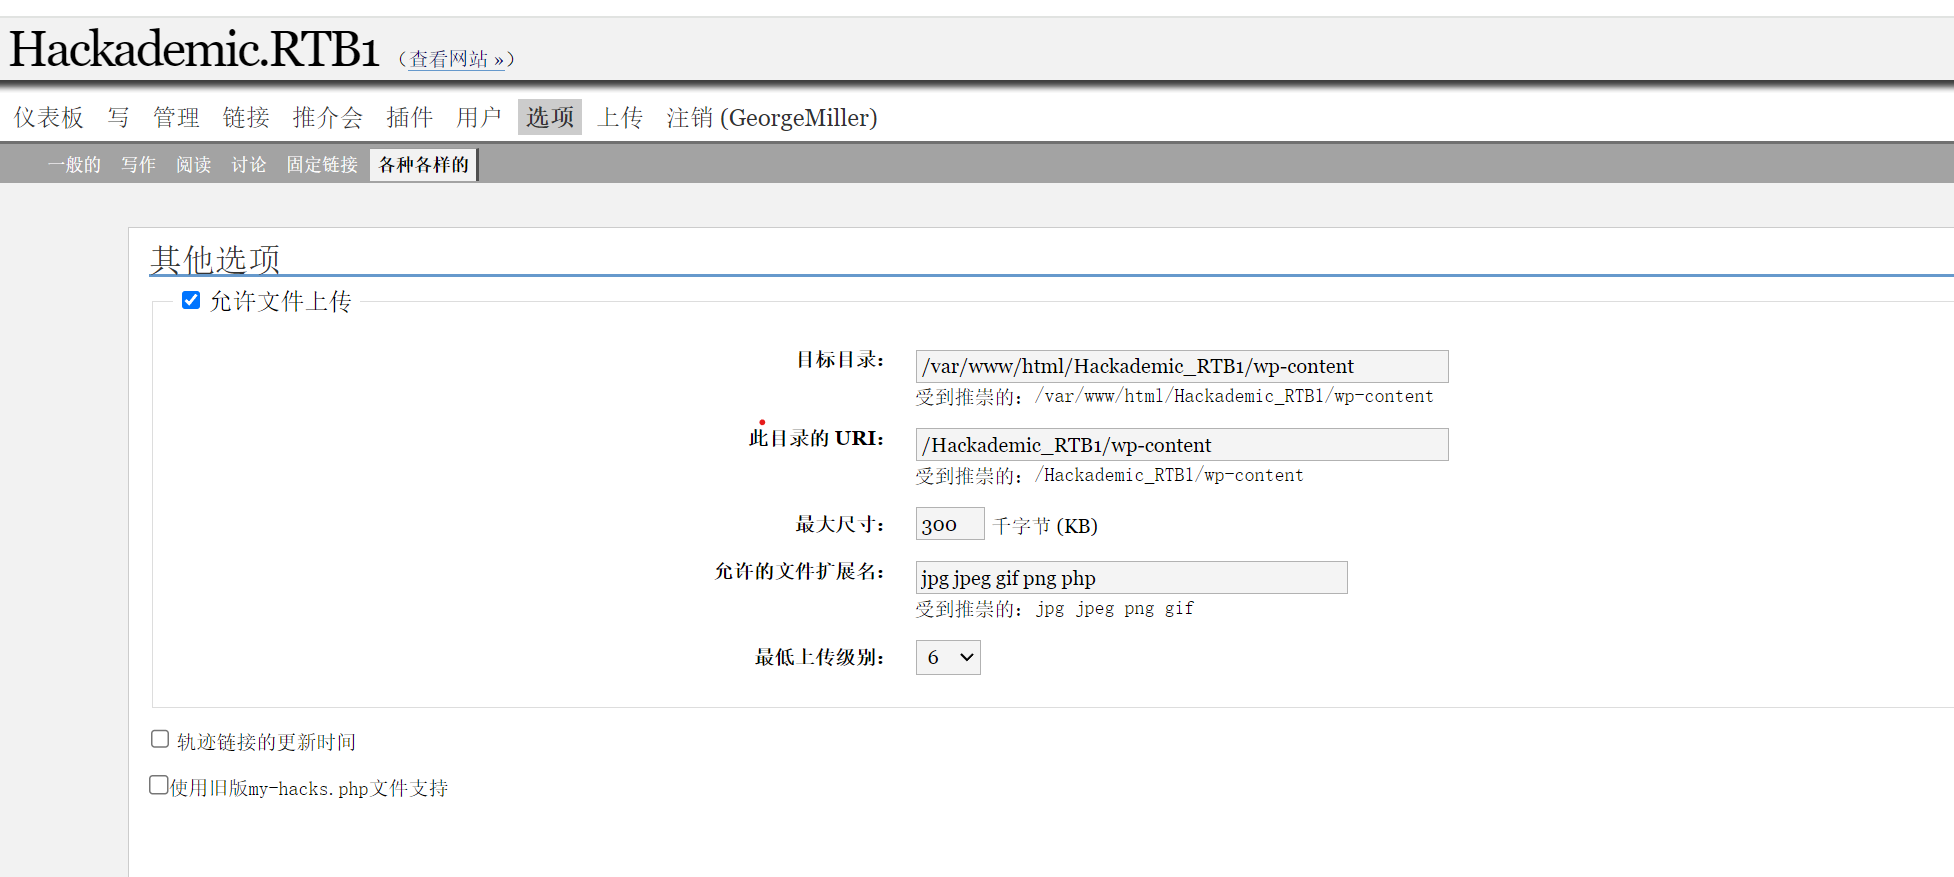 Hackademic.RTB1 （查看网站 »）
仪表板 写 管理 链接 推介会 插件 用户 选项 上传 注销 (GeorgeMiller)
一般的 写作 阅读 讨论 固定链接 各种各样的
其他选项
允许文件上传
目标目录： /var/www/html/Hackademic_RTB1/wp-content
受到推崇的：/var/www/html/Hackademic_RTB1/wp-content
此目录的 URI： /Hackademic_RTB1/wp-content
受到推崇的：/Hackademic_RTB1/wp-content
最大尺寸： 300 千字节 (KB)
允许的文件扩展名： jpg jpeg gif png php
受到推崇的：jpg jpeg png gif
最低上传级别： 6
轨迹链接的更新时间
使用旧版my-hacks.php文件支持